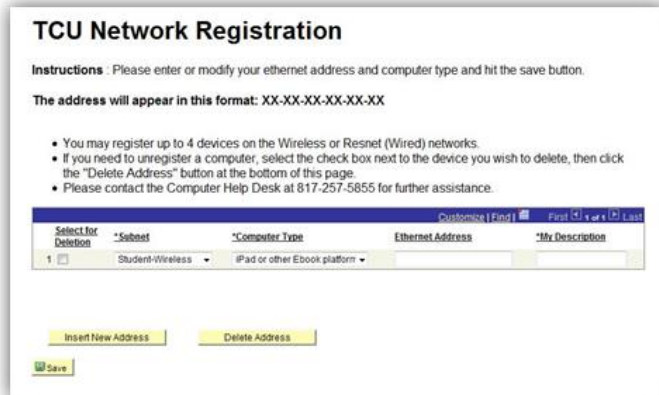 TCU Network Registration
Instructions : Please enter or modify your ethernet address and computer type and hit the save button.
The address will appear in this format: XX-XX-XX-XX-XX-XX
• You may register up to 4 devices on the Wireless or Resnet (Wired) networks.
• If you need to unregister a computer, select the check box next to the device you wish to delete, then click
the "Delete Address" button at the bottom of this page.
• Please contact the Computer Help Desk at 817-257-5855 for further assistance.
Customize | Find | First 1 of 1 Last
Select for Deletion *Subnet *Computer Type Ethernet Address *My Description
1 Student-Wireless iPad or other Ebook platform
Insert New Address Delete Address
Save